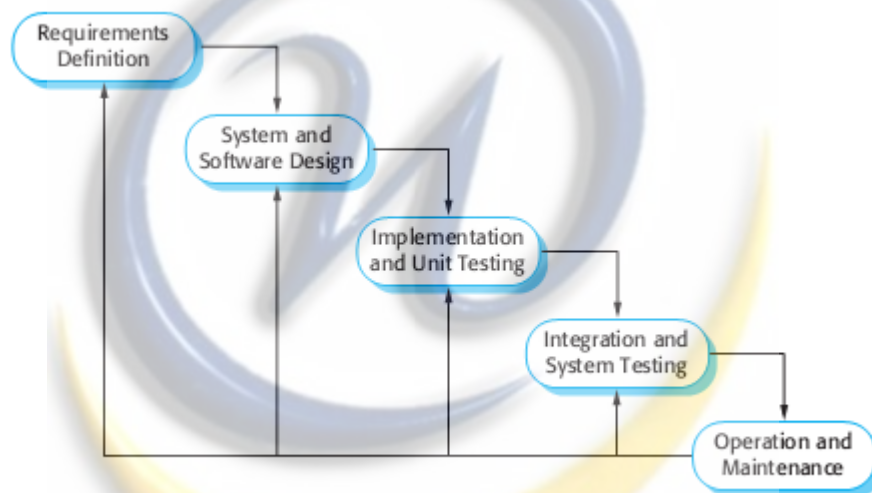 Requirements
Definition
System and
Software Design
Implementation
and Unit Testing
Integration and
System Testing
Operation and
Maintenance